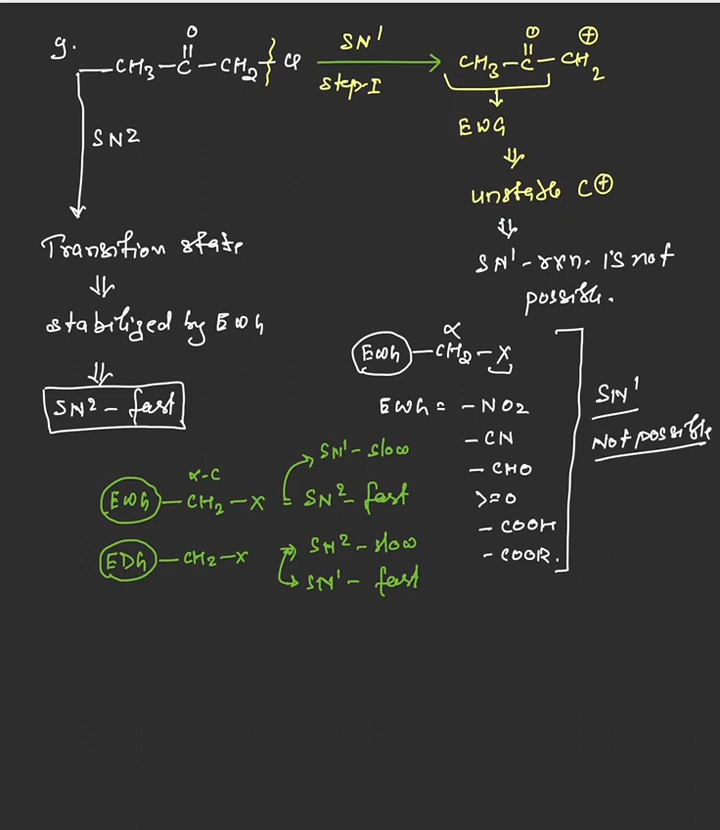 9.
CH3-C(=O)-CH2 } Cl
SN1
Step-I
CH3-C(=O)-CH2 ⊕
EWG
⇓
unstable C⊕
⇓
SN1-rxn. is not
possible.
SN2
Transition state
⇓
stabilized by EWG
⇓
SN2 - fast
α
EWG-CH2-X
EWG = -NO2
-CN
-CHO
>=O
-COOH
-COOR.
SN1
Not possible
α-C
EWG-CH2-X = SN2-fast
SN1-slow
EDG-CH2-X
SN2-slow
SN1-fast